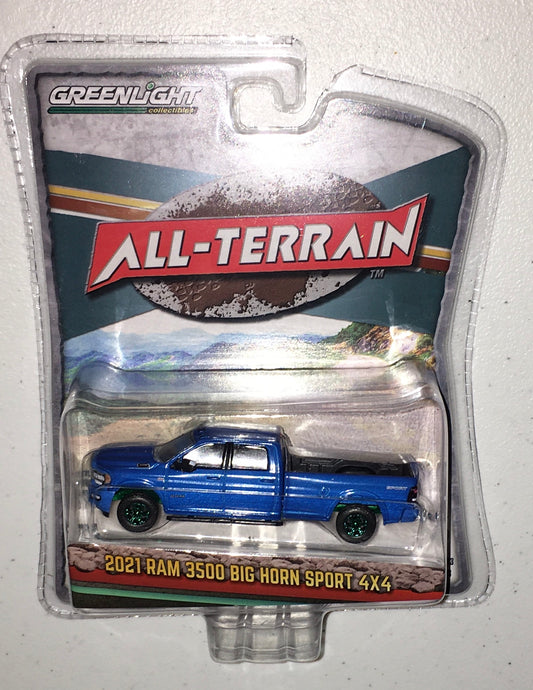 GREENLiGHT
collectibles
ALL-TERRAIN
TM
2021 RAM 3500 BIG HORN SPORT 4X4